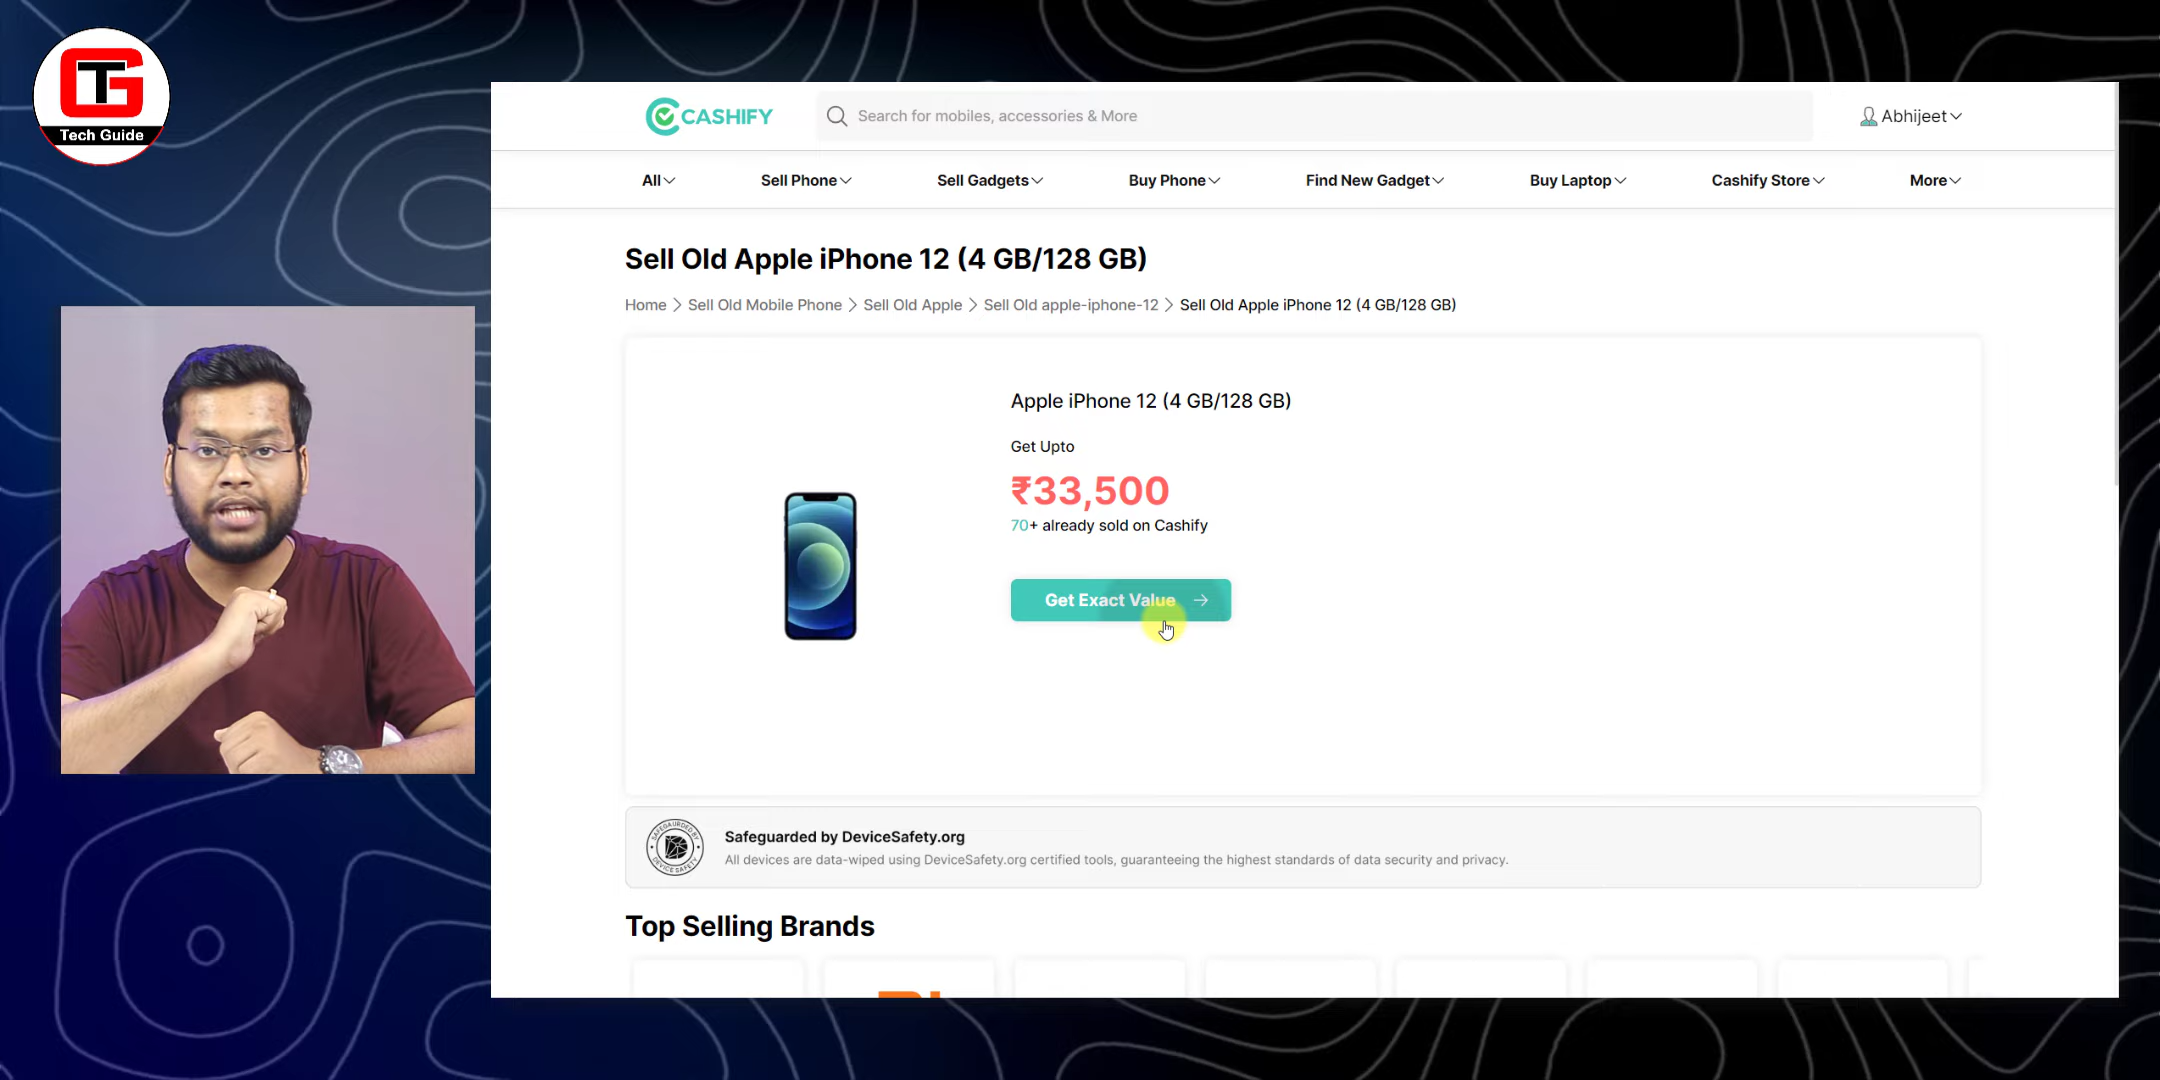 TG
Tech Guide
CASHIFY
Search for mobiles, accessories & More
Abhijeet
All
Sell Phone
Sell Gadgets
Buy Phone
Find New Gadget
Buy Laptop
Cashify Store
More
Sell Old Apple iPhone 12 (4 GB/128 GB)
Home > Sell Old Mobile Phone > Sell Old Apple > Sell Old apple-iphone-12 > Sell Old Apple iPhone 12 (4 GB/128 GB)
Apple iPhone 12 (4 GB/128 GB)
Get Upto
₹33,500
70+ already sold on Cashify
Get Exact Value →
Safeguarded by DeviceSafety.org
All devices are data-wiped using DeviceSafety.org certified tools, guaranteeing the highest standards of data security and privacy.
Top Selling Brands